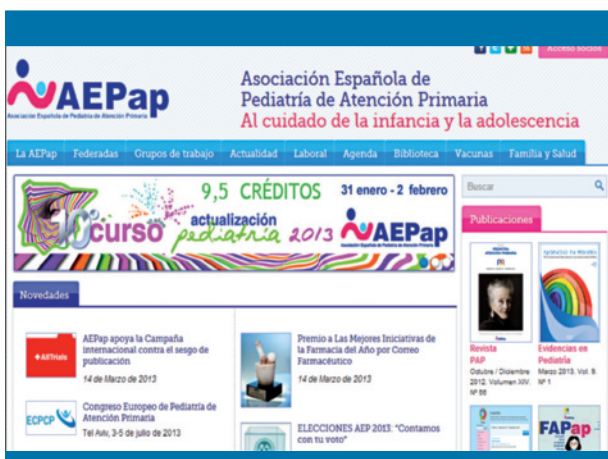 Acceso socios
AEPap
Asociación Española de Pediatría de Atención Primaria
Asociación Española de
Pediatría de Atención Primaria
Al cuidado de la infancia y la adolescencia
La AEPap Federadas Grupos de trabajo Actualidad Laboral Agenda Biblioteca Vacunas Familia y Salud
10º curso
9,5 CRÉDITOS
actualización
pediatría 2013
31 enero - 2 febrero
AEPap
Asociación Española de Pediatría de Atención Primaria
Buscar
Publicaciones
Novedades
+AllTrials
AEPap apoya la Campaña
internacional contra el sesgo de
publicación
14 de Marzo de 2013
ECPCP
Congreso Europeo de Pediatría de
Atención Primaria
Tel Aviv, 3-5 de julio de 2013
Premio a Las Mejores Iniciativas de
la Farmacia del Año por Correo
Farmacéutico
14 de Marzo de 2013
ELECCIONES AEP 2013: "Contamos
con tu voto"
PEDIATRÍA
ATENCIÓN PRIMARIA
Revista
PAP
Octubre / Diciembre
2012. Volumen XIV.
Nº 56
Evidencias en
Pediatría
Marzo 2013. Vol. 9.
Nº 1
FAPap